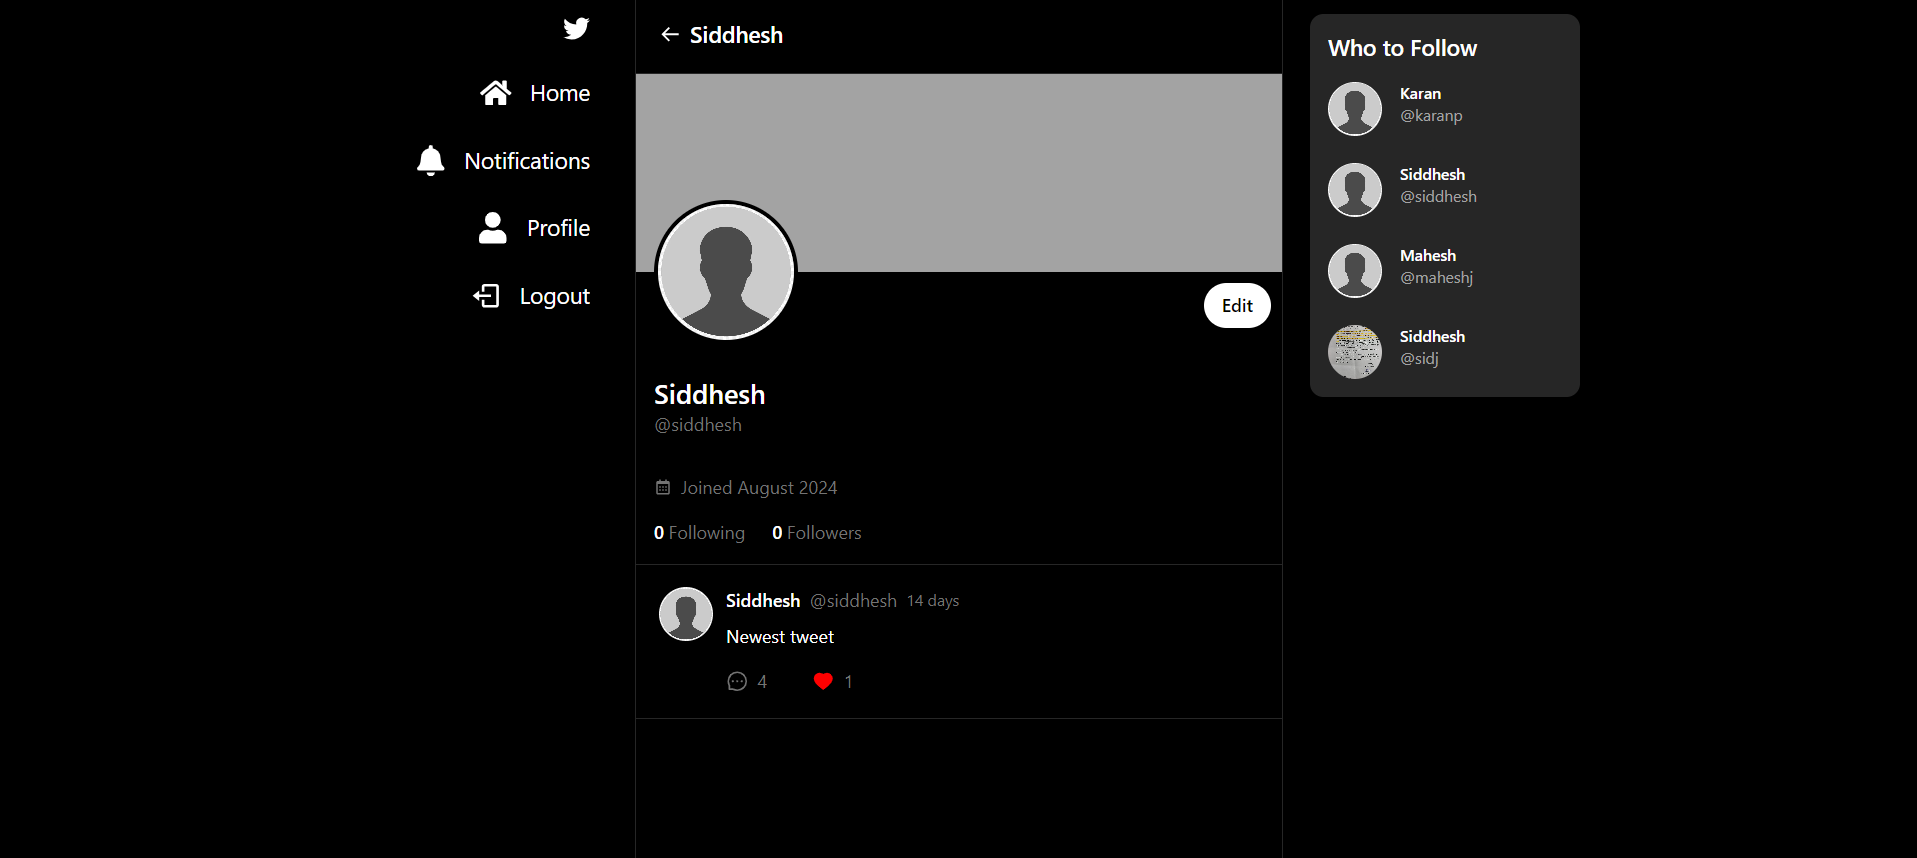 Home
Notifications
Profile
Logout
Siddhesh
Edit
Siddhesh
@siddhesh
Joined August 2024
0 Following 0 Followers
Siddhesh @siddhesh 14 days
Newest tweet
4 1
Who to Follow
Karan
@karanp
Siddhesh
@siddhesh
Mahesh
@maheshj
Siddhesh
@sidj